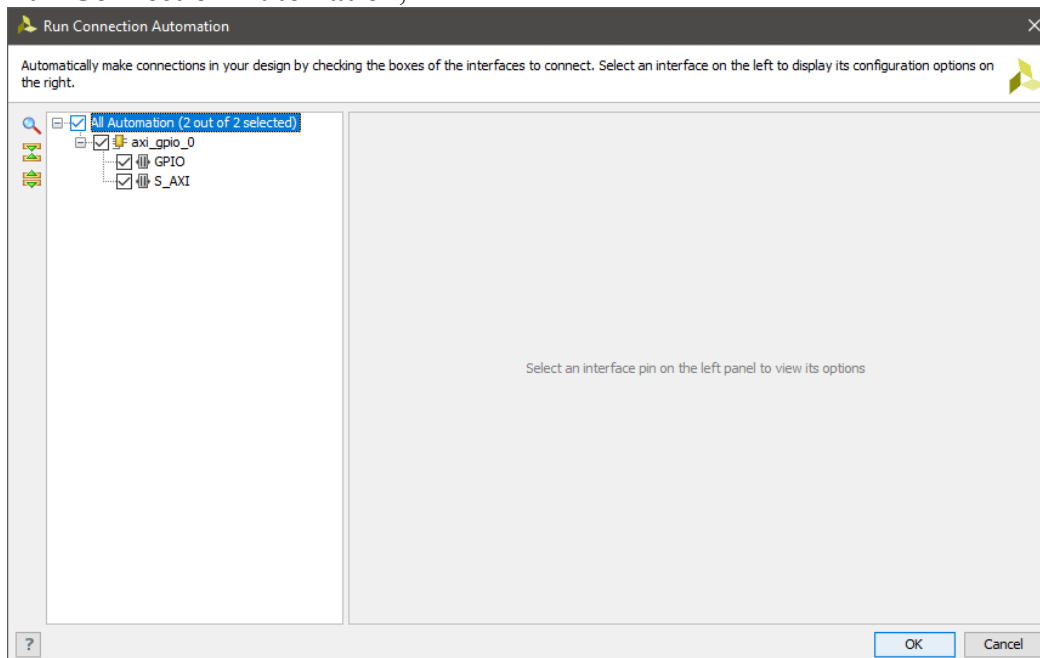 Run Connection Automation
Automatically make connections in your design by checking the boxes of the interfaces to connect. Select an interface on the left to display its configuration options on
the right.
All Automation (2 out of 2 selected)
axi_gpio_0
GPIO
S_AXI
Select an interface pin on the left panel to view its options
?
OK
Cancel